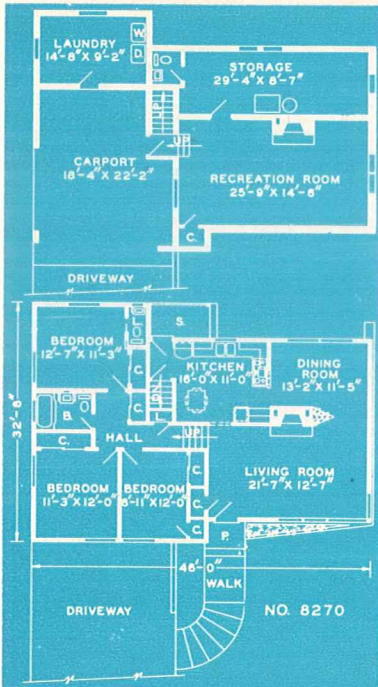 LAUNDRY
14'-8" X 9'-2"
W.
D.
STORAGE
29'-4" X 8'-7"
UP
CARPORT
18'-4" X 22'-2"
UP
RECREATION ROOM
25'-9" X 14'-8"
C.
DRIVEWAY
BEDROOM
12'-7" X 11'-3"
L.
S.
KITCHEN
16'-0" X 11'-0"
DINING
ROOM
13'-2" X 11'-5"
C.
C.
B.
C.
HALL
L.
UP
32'-8"
BEDROOM
11'-3" X 12'-0"
BEDROOM
8'-11" X 12'-0"
C.
C.
C.
LIVING ROOM
21'-7" X 12'-7"
P.
46'-0"
WALK
DRIVEWAY
NO. 8270